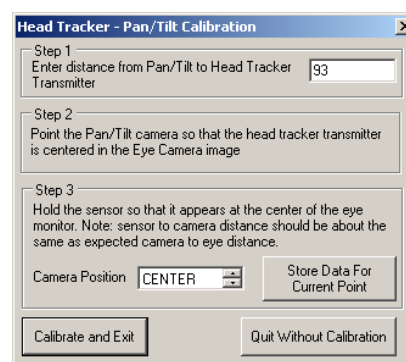 Head Tracker - Pan/Tilt Calibration
Step 1
Enter distance from Pan/Tilt to Head Tracker
Transmitter
93
Step 2
Point the Pan/Tilt camera so that the head tracker transmitter
is centered in the Eye Camera image
Step 3
Hold the sensor so that it appears at the center of the eye
monitor. Note: sensor to camera distance should be about the
same as expected camera to eye distance.
Camera Position
CENTER
Store Data For
Current Point
Calibrate and Exit
Quit Without Calibration